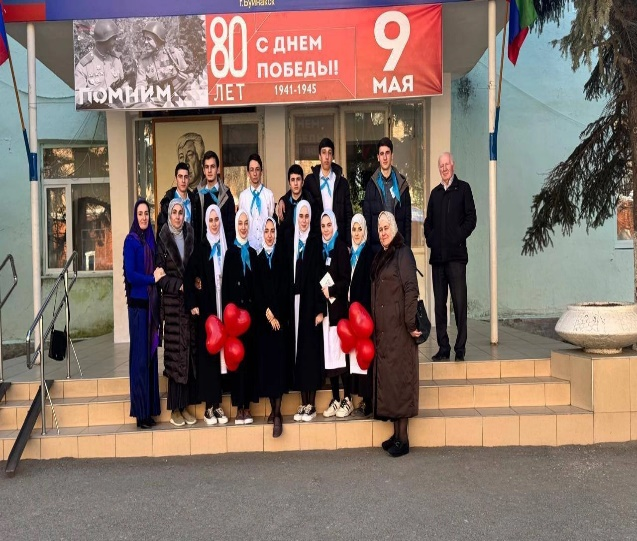 г.Буйнакск
ПОМНИМ...
80
ЛЕТ
С ДНЕМ
ПОБЕДЫ!
1941-1945
9
МАЯ